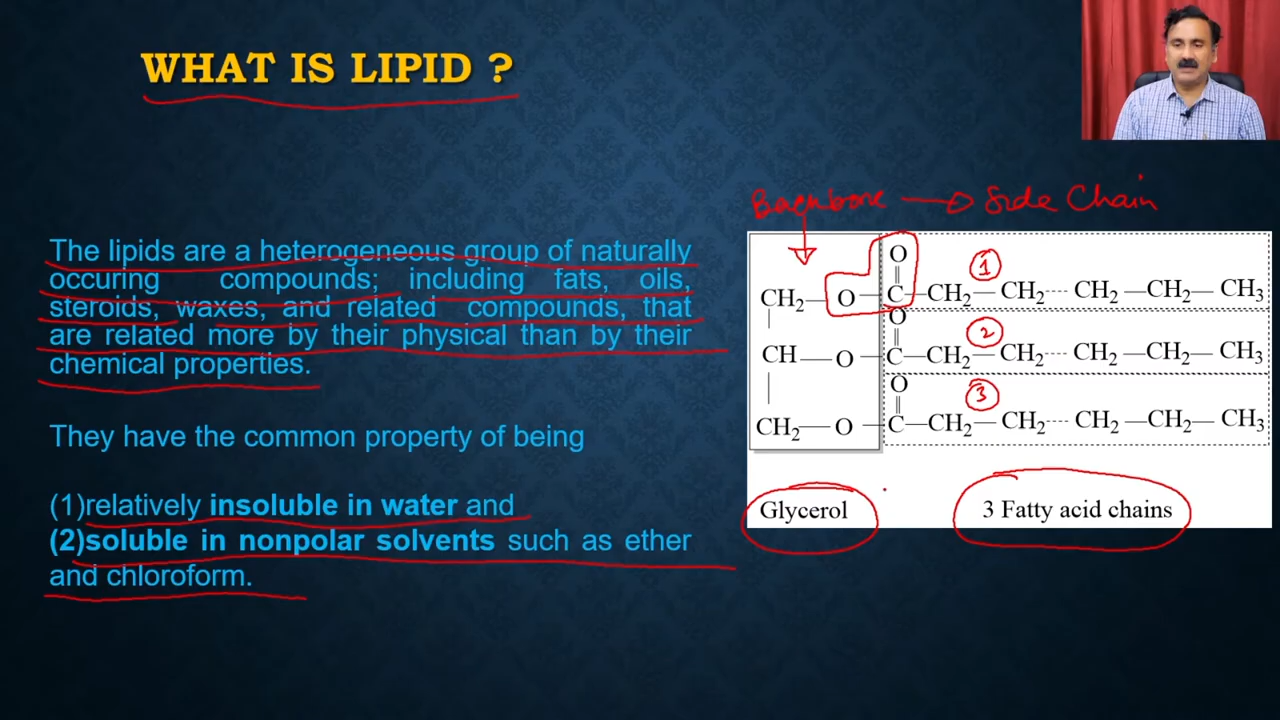 WHAT IS LIPID ?
The lipids are a heterogeneous group of naturally
occuring compounds; including fats, oils,
steroids, waxes, and related compounds, that
are related more by their physical than by their
chemical properties.
They have the common property of being
(1)relatively insoluble in water and
(2)soluble in nonpolar solvents such as ether
and chloroform.
Backbone → Side Chain
O
||
CH₂—O—C—CH₂—CH₂---CH₂—CH₂—CH₃
1
|
O
||
CH—O—C—CH₂—CH₂---CH₂—CH₂—CH₃
2
|
O
||
CH₂—O—C—CH₂—CH₂---CH₂—CH₂—CH₃
3
Glycerol
3 Fatty acid chains